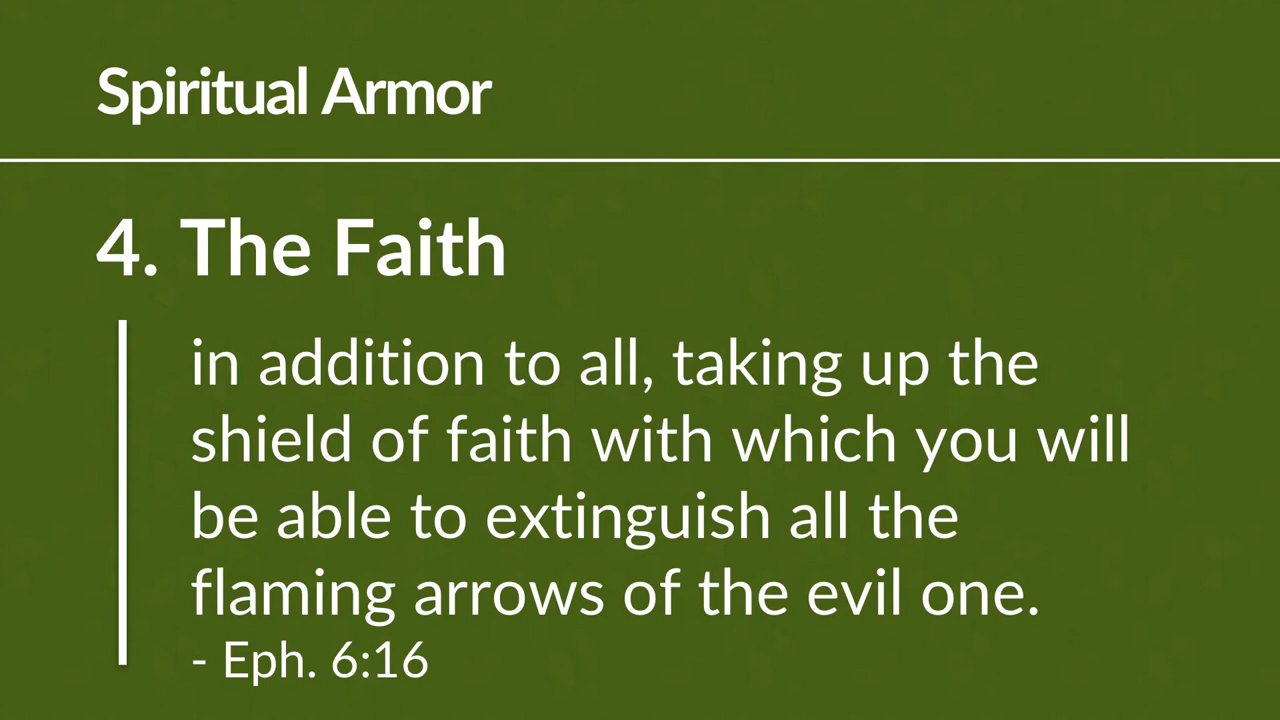 Spiritual Armor
4. The Faith
in addition to all, taking up the
shield of faith with which you will
be able to extinguish all the
flaming arrows of the evil one.
- Eph. 6:16